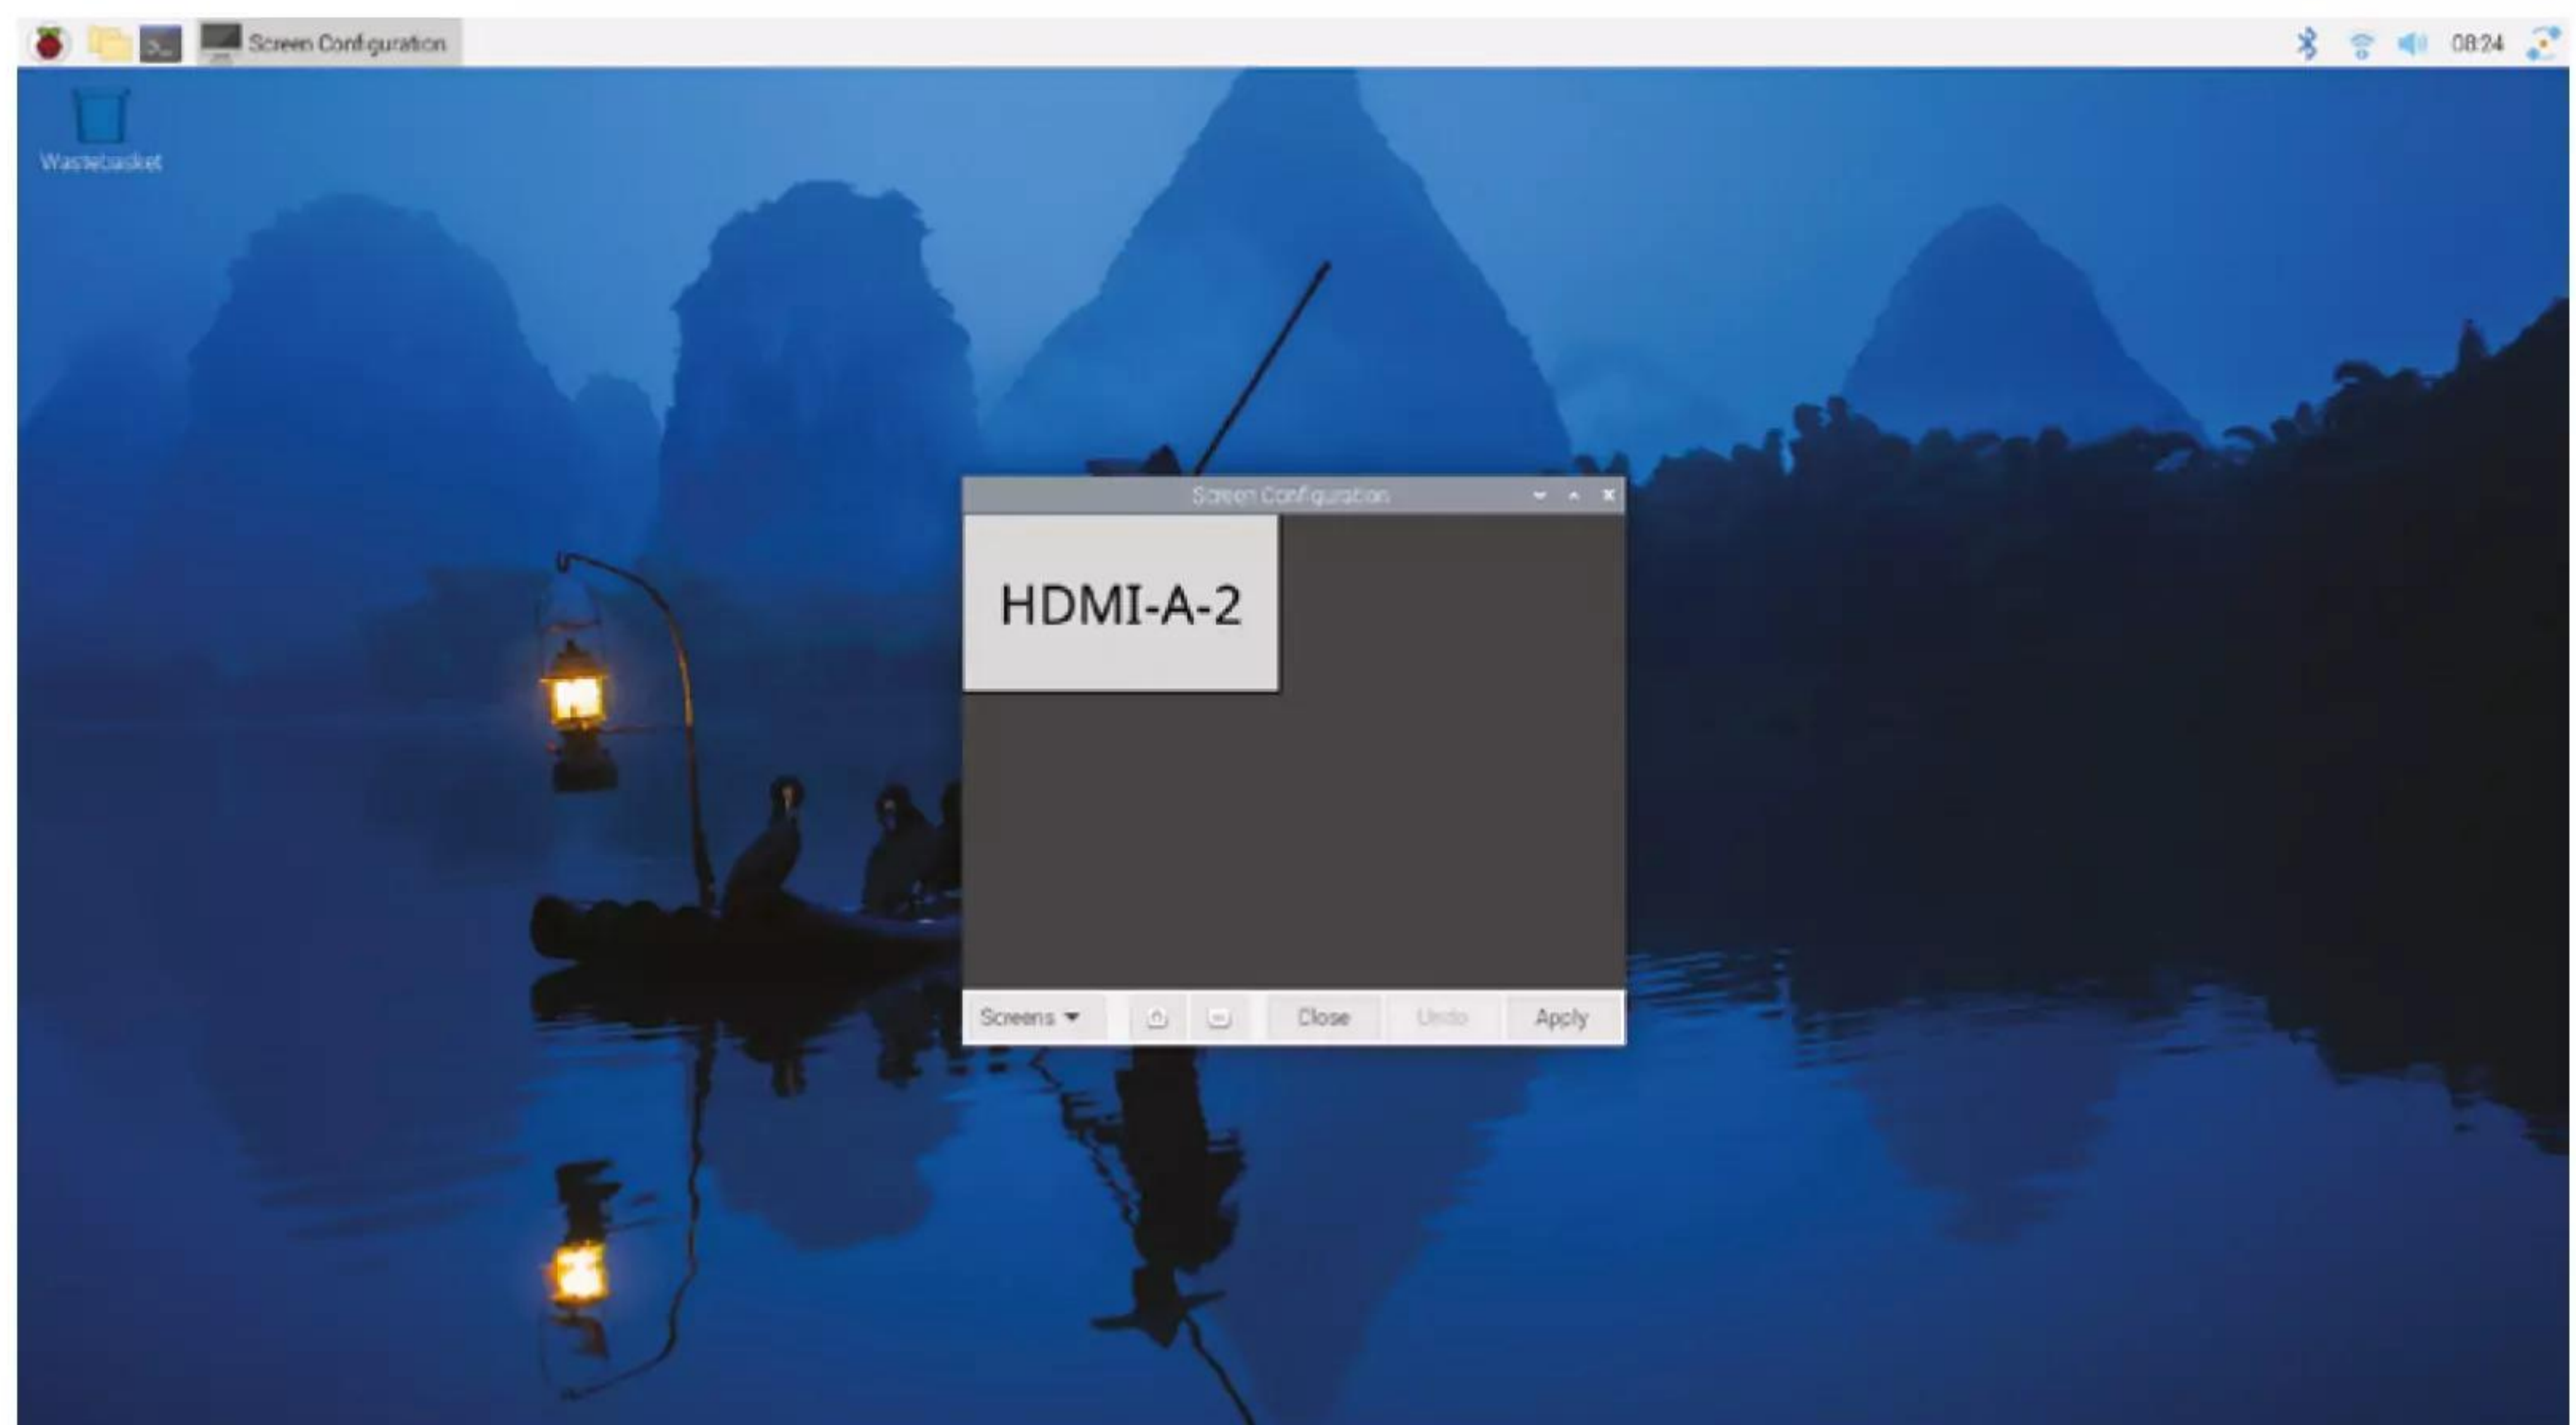 Screen Configuration
08:24
Wastebasket
Screen Configuration
HDMI-A-2
Screens
Close
Undo
Apply